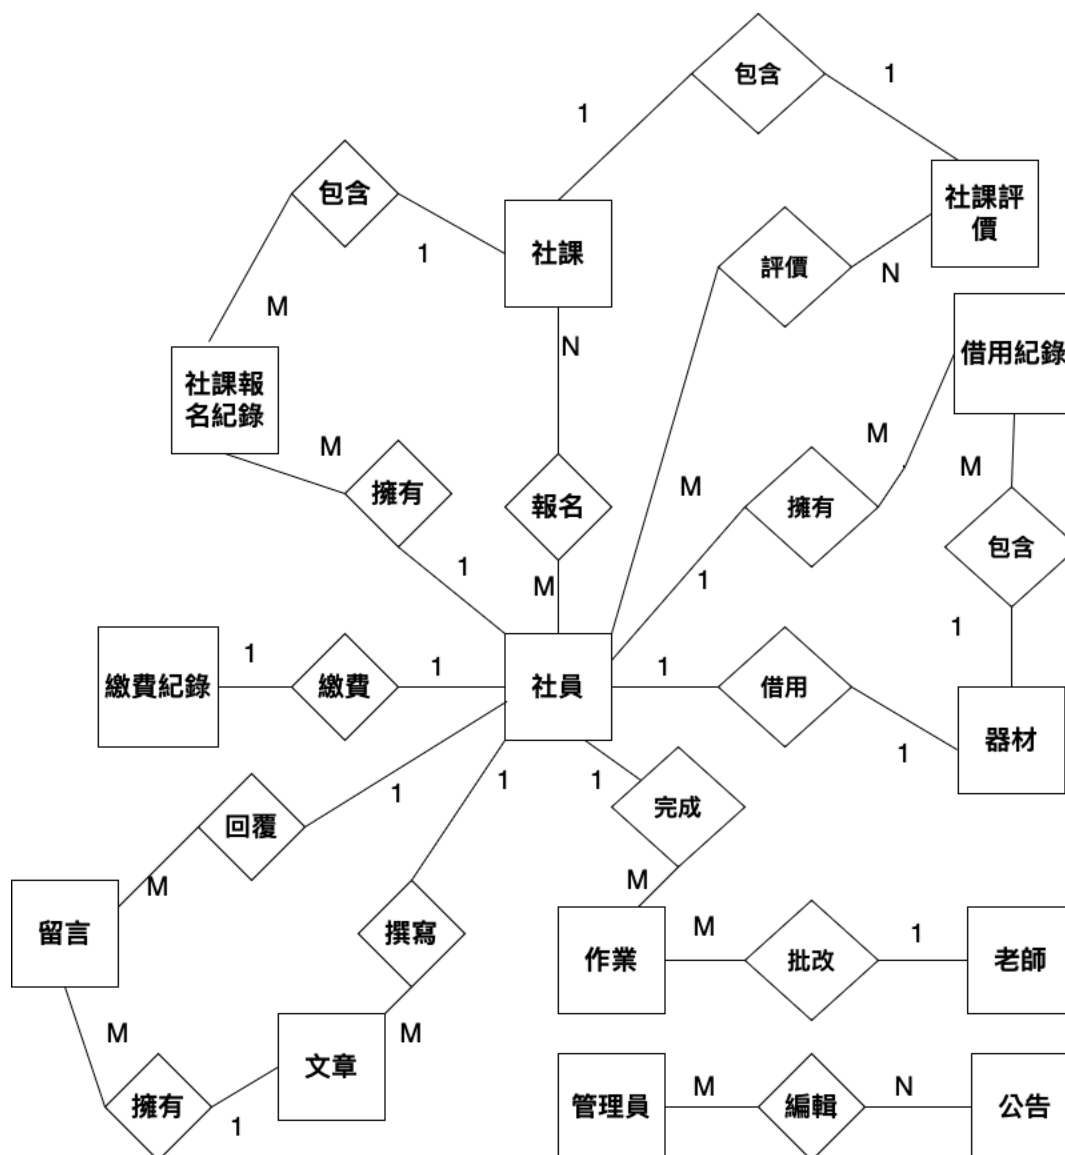 包含
1
1
包含
社課評
價
社課
1
評價
N
M
借用紀錄
N
社課報
名紀錄
M
M
M
M
擁有
報名
擁有
包含
1
M
1
1
繳費紀錄
1
繳費
1
社員
1
借用
1
器材
1
1
1
完成
回覆
M
M
留言
撰寫
作業
M
批改
1
老師
M
M
文章
擁有
1
管理員
M
編輯
N
公告